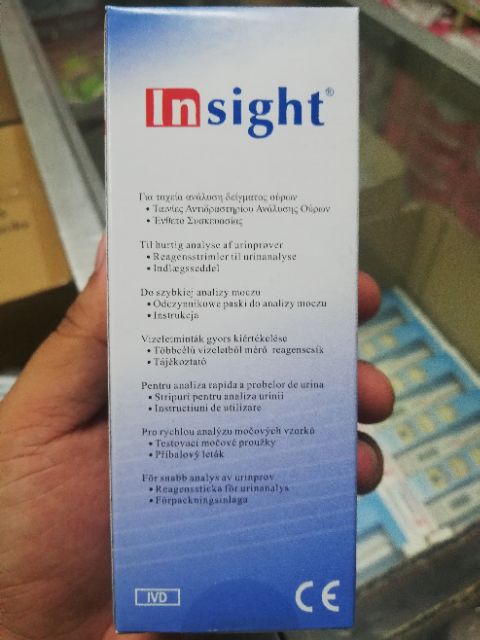 Insight®
Για ταχεία ανάλυση δείγματος ούρων
• Ταινίες Αντιδραστηρίου Ανάλυσης Ούρων
• Ένθετο Συσκευασίας
Til hurtig analyse af urinprøver
• Reagensstrimler til urinanalyse
• Indlægsseddel
Do szybkiej analizy moczu
• Odczynnikowe paski do analizy moczu
• Instrukcja
Vizeletminták gyors kiértékelése
• Többcélú vizeletből mérő reagenscsík
• Tájékoztató
Pentru analiza rapida a probelor de urina
• Stripuri pentru analiza urinii
• Instructiuni de utilizare
Pro rychlou analýzu močových vzorků
• Testovací močové proužky
• Příbalový leták
För snabb analys av urinprov
• Reagenssticka för urinanalys
• Förpackningsinlaga
IVD
CE